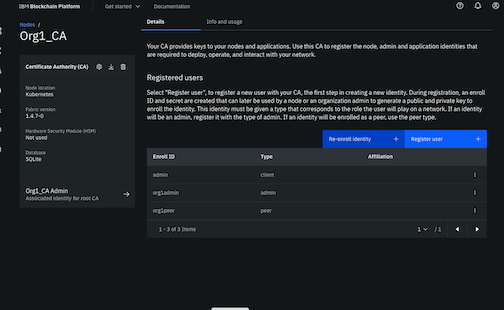 IBM Blockchain Platform
Get started
Documentation
Nodes /
Org1_CA
Details
Info and usage
Certificate Authority (CA)
Node location
Kubernetes
Fabric version
1.4.7-0
Hardware Security Module (HSM)
Not used
Database
SQLite
Org1_CA Admin
Associated identity for root CA
Your CA provides keys to your nodes and applications. Use this CA to register the node, admin and application identities that
are required to deploy, operate, and interact with your network.
Registered users
Select "Register user", to register a new user with your CA, the first step in creating a new identity. During registration, an enroll
ID and secret are created that can later be used by a node or an organization admin to generate a public and private key to
enroll the identity. This identity must be given a type that corresponds to the role the user will play on a network. If an identity
will be an admin, register it with the type of admin. If an identity will be enrolled as a peer, use the peer type.
Re-enroll identity +
Register user +
Enroll ID Type Affiliation
admin client
org1admin admin
org1peer peer
1 - 3 of 3 items
1 / 1